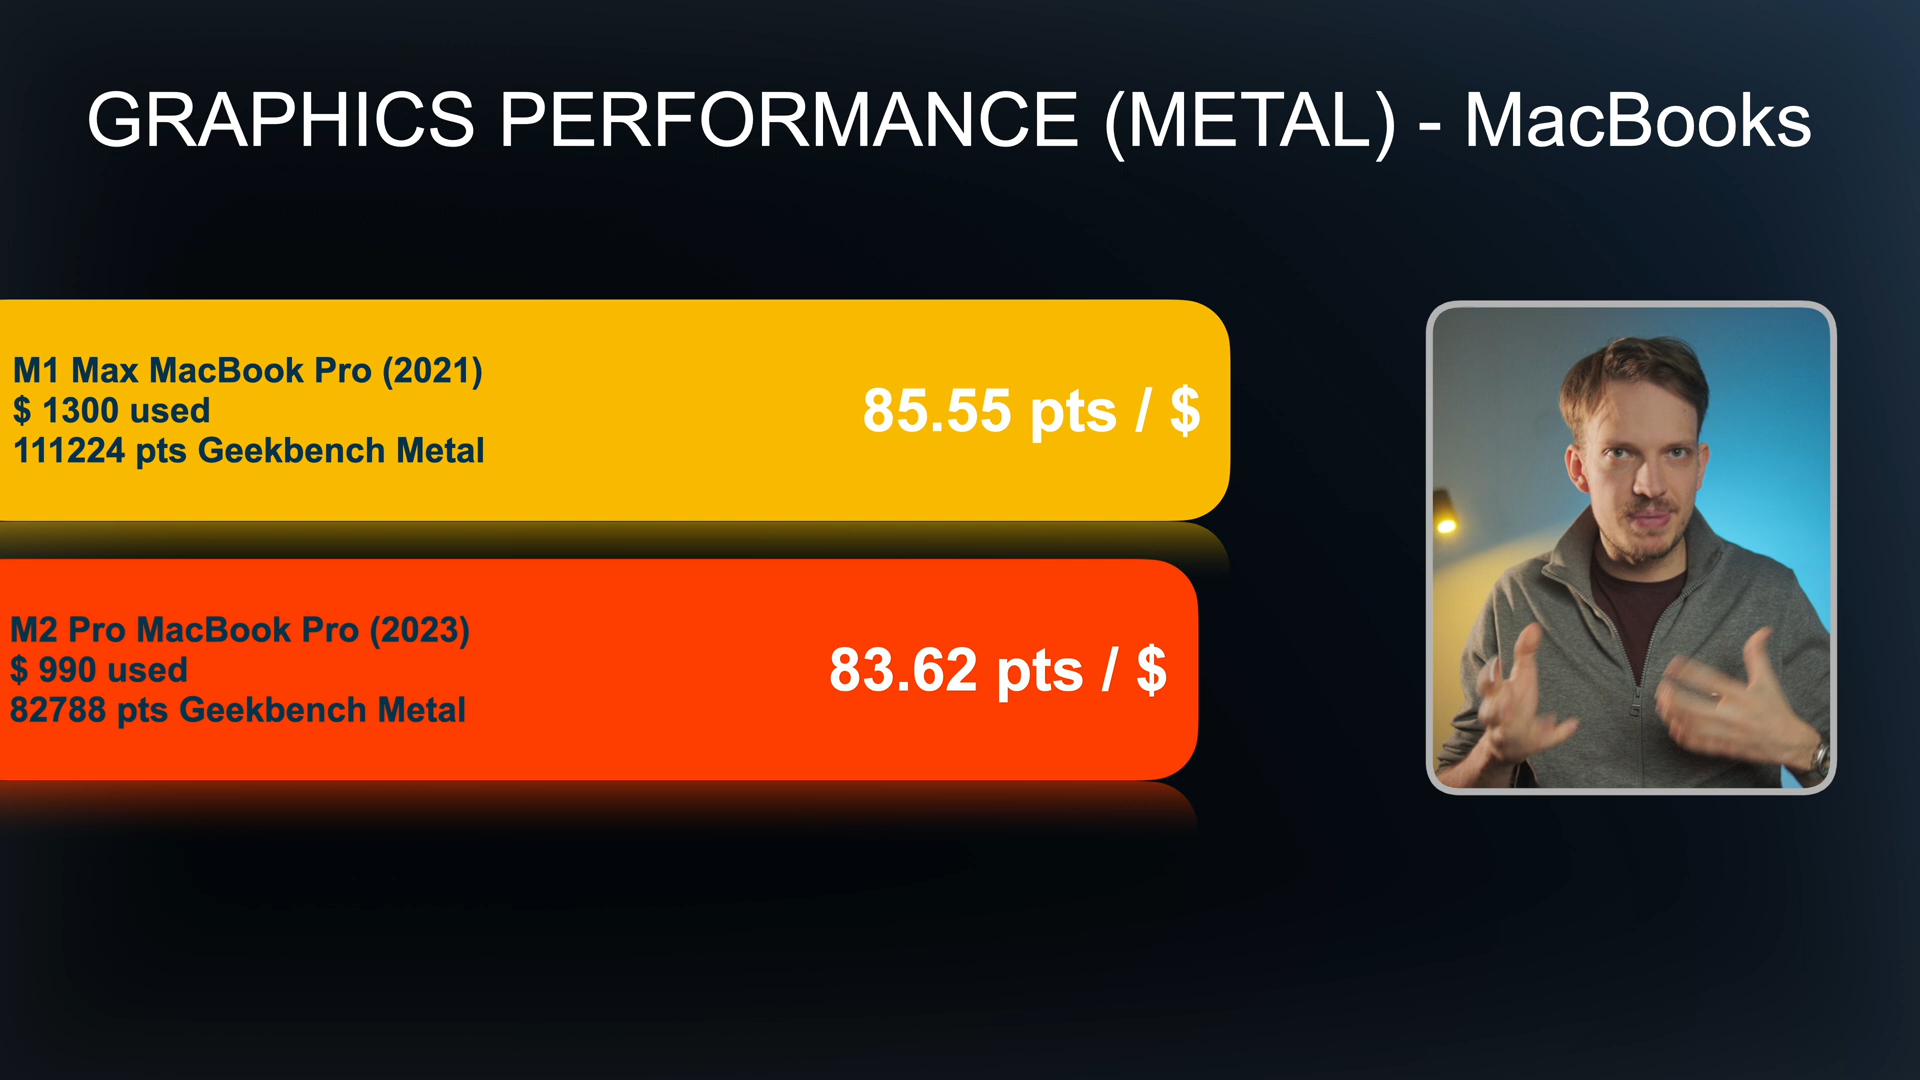 GRAPHICS PERFORMANCE (METAL) - MacBooks
M1 Max MacBook Pro (2021)
$ 1300 used
111224 pts Geekbench Metal
85.55 pts / $
M2 Pro MacBook Pro (2023)
$ 990 used
82788 pts Geekbench Metal
83.62 pts / $